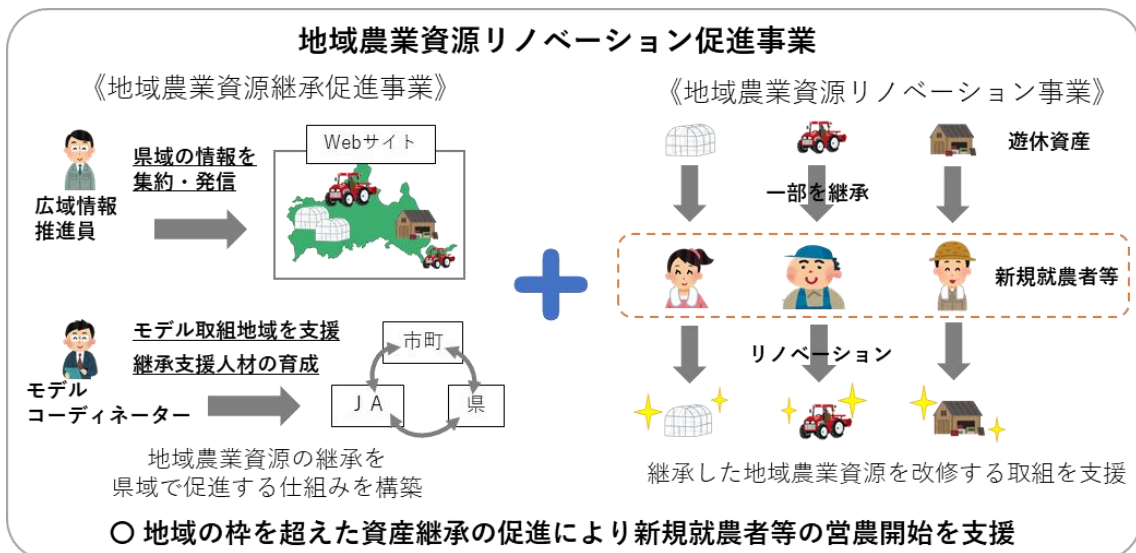 地域農業資源リノベーション促進事業
《地域農業資源継承促進事業》
Webサイト
県域の情報を
集約・発信
広域情報
推進員
モデル取組地域を支援
継承支援人材の育成
モデル
コーディネーター
市町
ＪＡ
県
地域農業資源の継承を
県域で促進する仕組みを構築
《地域農業資源リノベーション事業》
遊休資産
一部を継承
新規就農者等
リノベーション
継承した地域農業資源を改修する取組を支援
〇 地域の枠を超えた資産継承の促進により新規就農者等の営農開始を支援